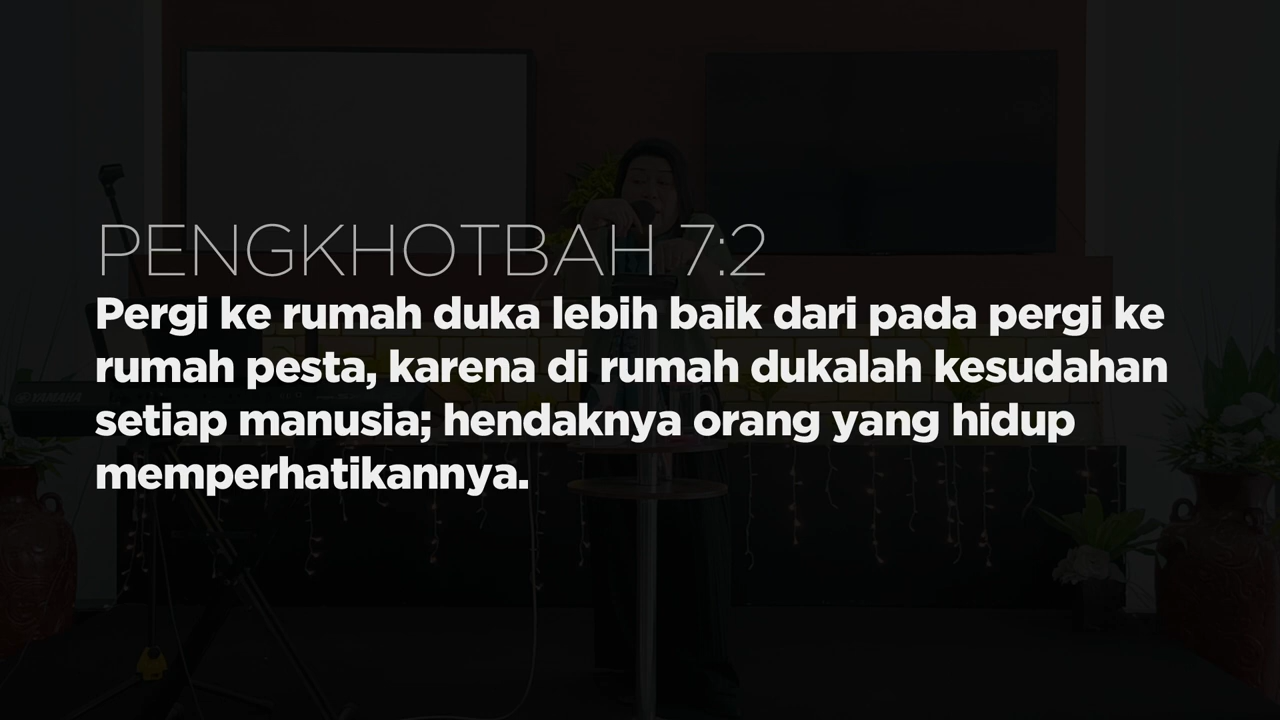 PENGKHOTBAH 7:2
Pergi ke rumah duka lebih baik dari pada pergi ke
rumah pesta, karena di rumah dukalah kesudahan
setiap manusia; hendaknya orang yang hidup
memperhatikannya.
YAMAHA